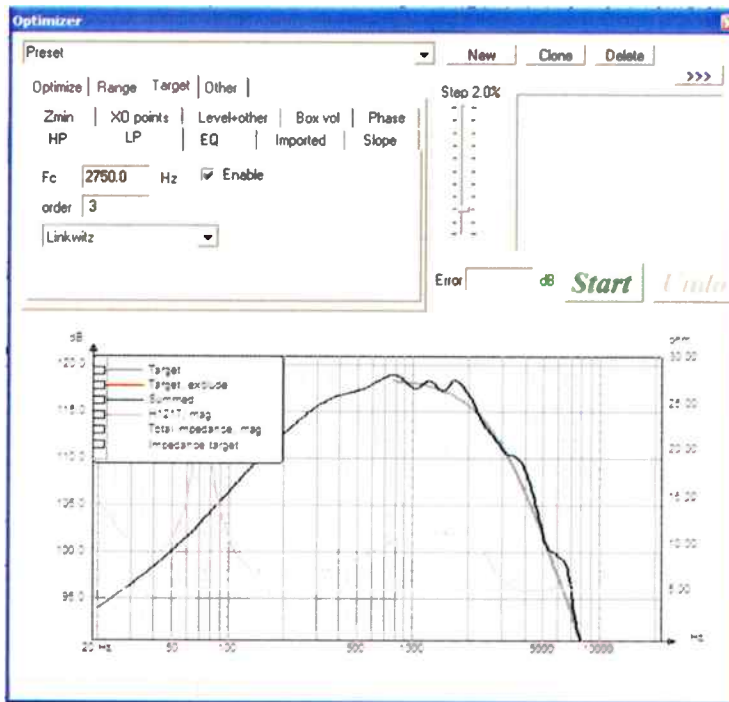 Optimizer
Preset
New Clone Delete
>>>
Optimize Range Target Other
Step 2.0%
Zmin XO points Level+other Box vol Phase
HP LP EQ Imported Slope
Fc 2750.0 Hz Enable
order 3
Linkwitz
Error dB Start Undo
dB
120.0
115.0
110.0
105.0
100.0
95.0
Target
Target, exclude
Summed
H1217, mag
Total impedance, mag
Impedance target
ohm
30.00
25.00
20.00
15.00
10.00
5.00
20 Hz 50 100 500 1000 5000 10000 Hz